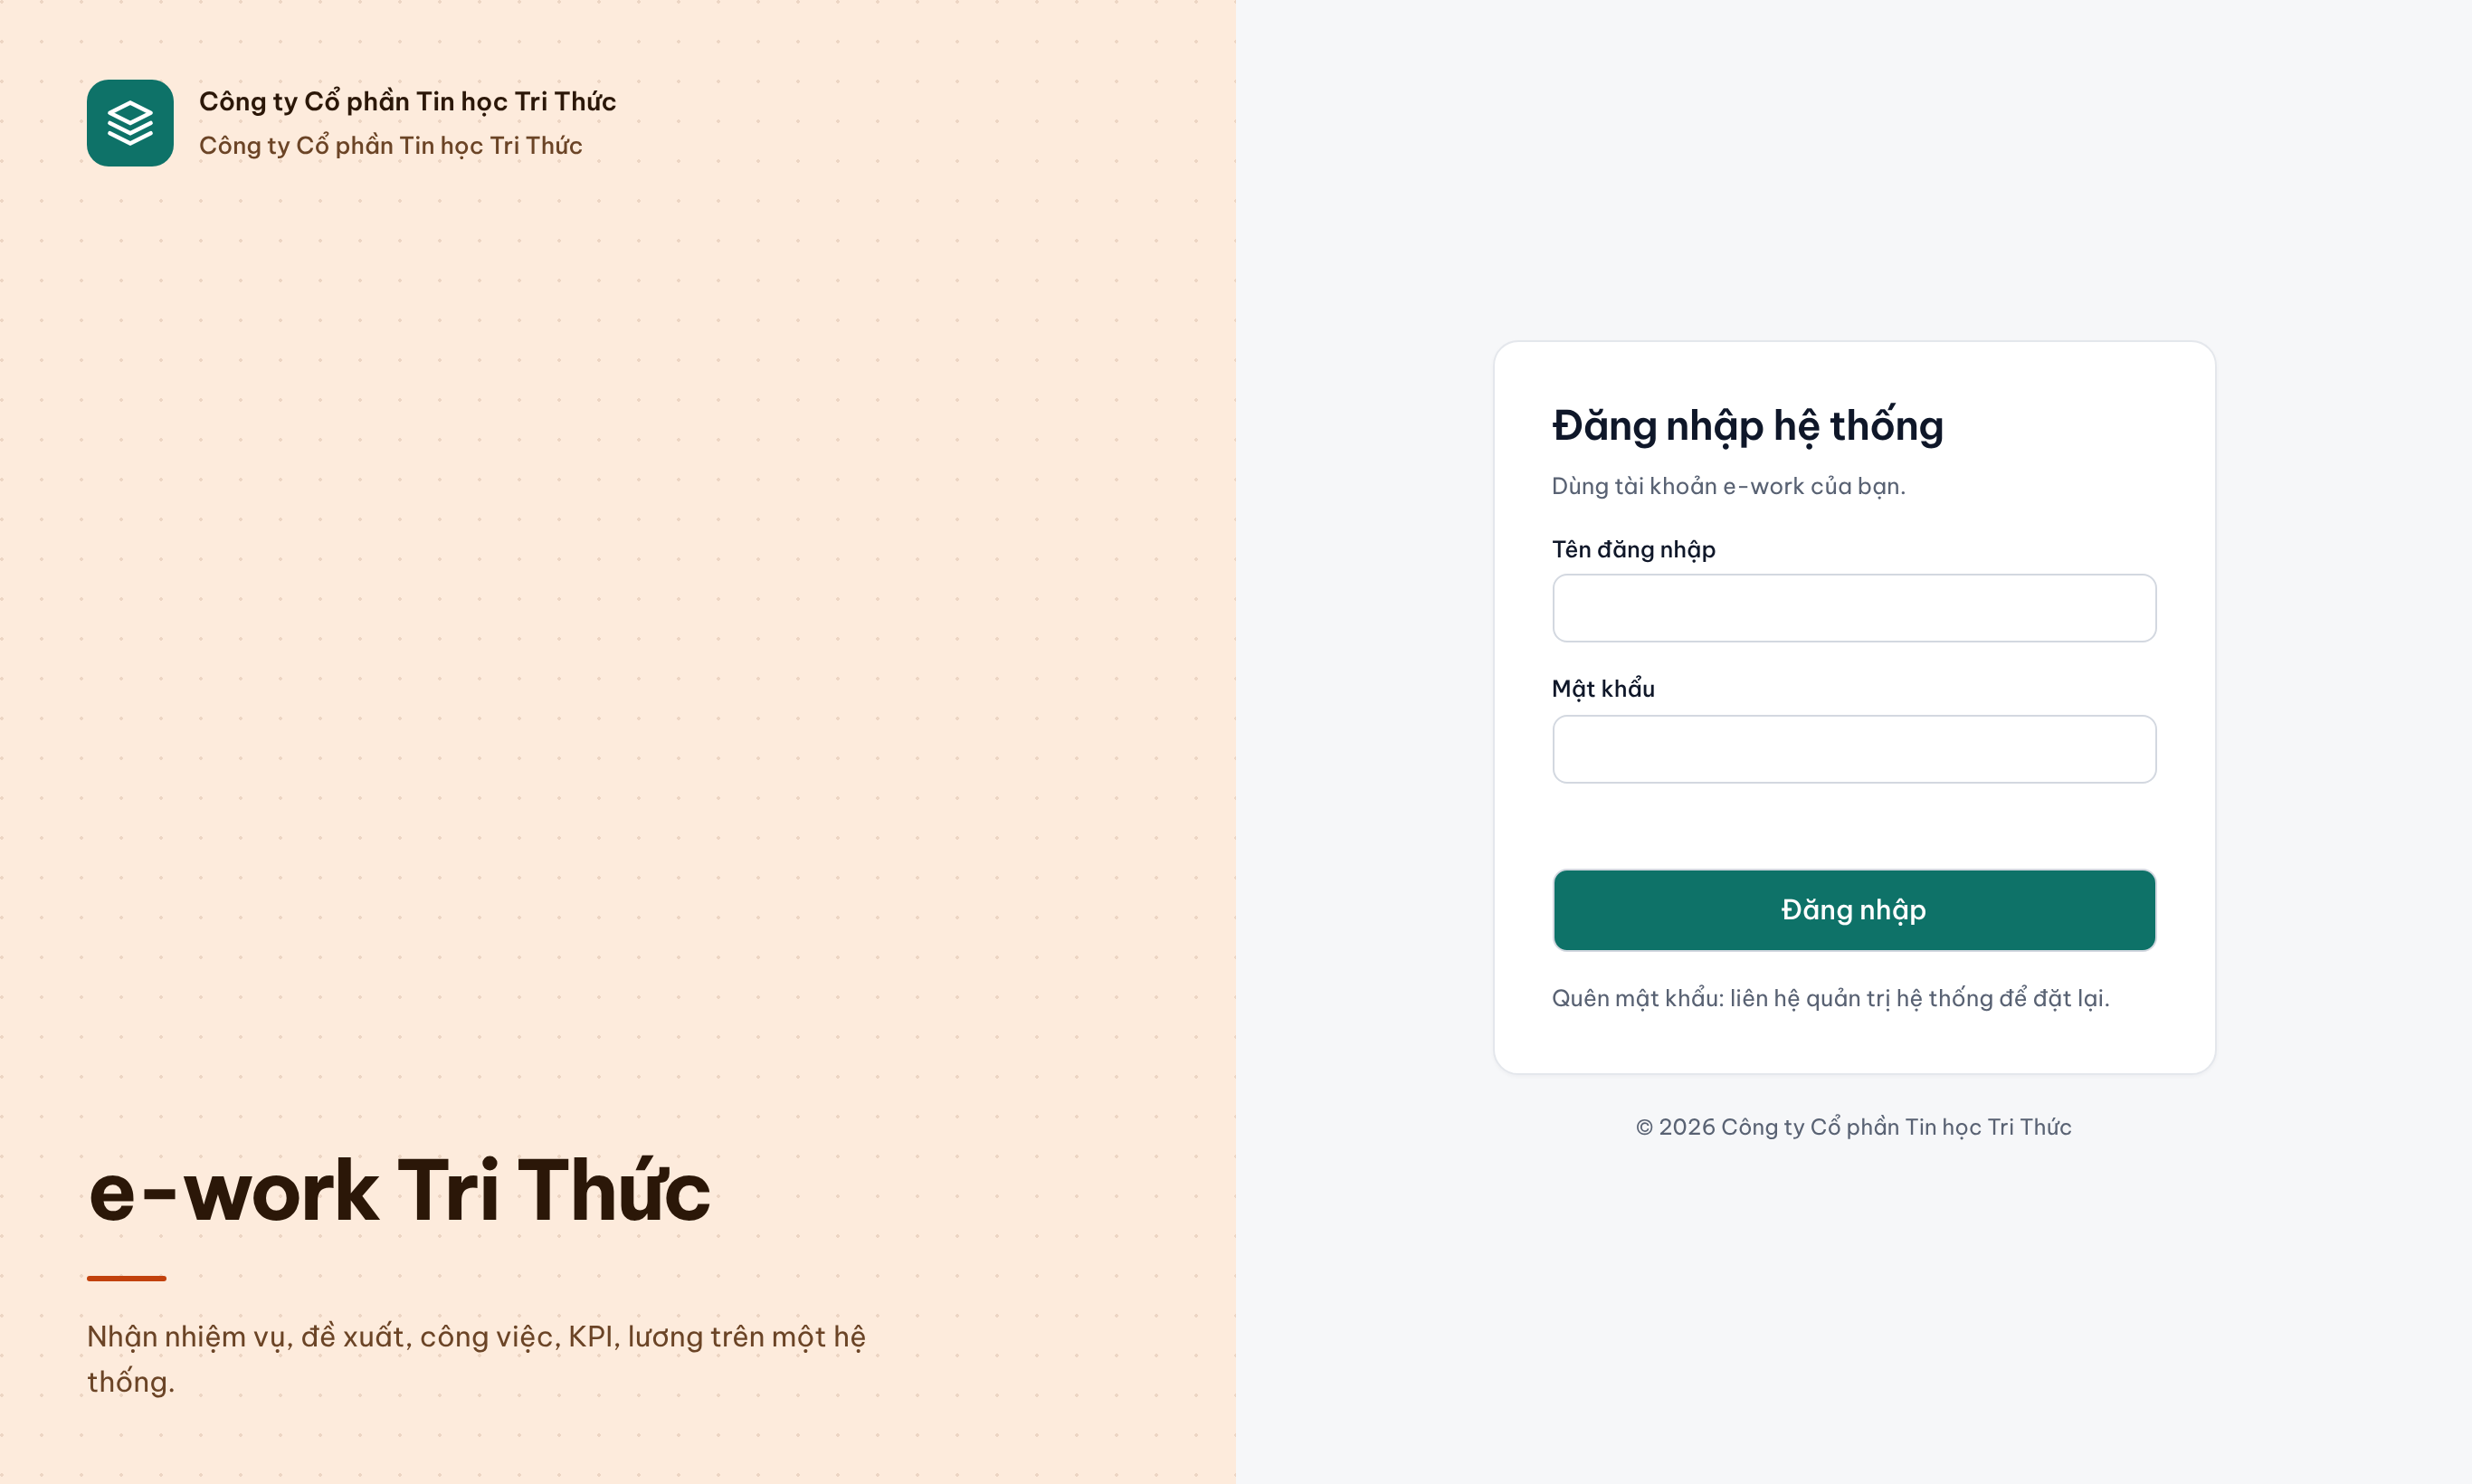 Công ty Cổ phần Tin học Tri Thức
Công ty Cổ phần Tin học Tri Thức
e-work Tri Thức
Nhận nhiệm vụ, đề xuất, công việc, KPI, lương trên một hệ
thống.
Đăng nhập hệ thống
Dùng tài khoản e-work của bạn.
Tên đăng nhập
Mật khẩu
Đăng nhập
Quên mật khẩu: liên hệ quản trị hệ thống để đặt lại.
© 2026 Công ty Cổ phần Tin học Tri Thức